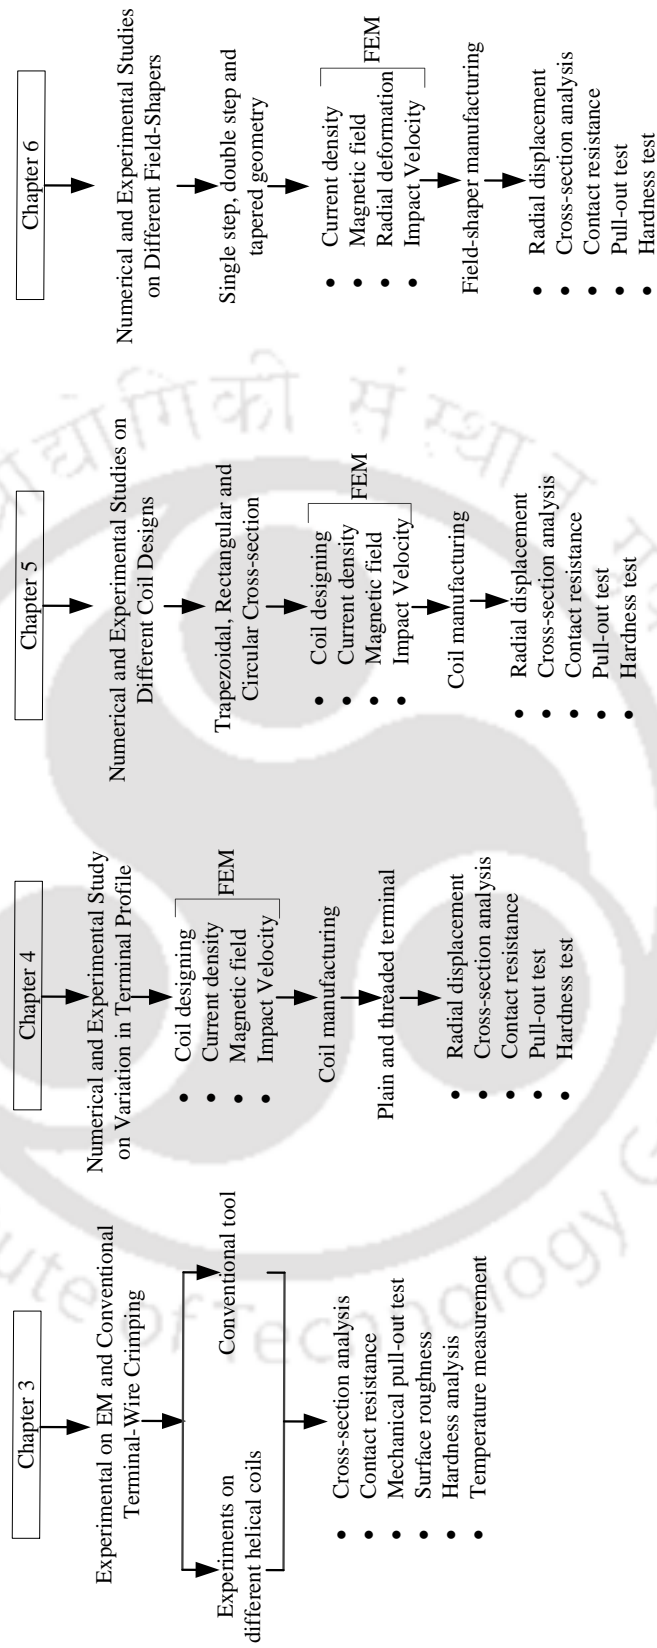 Chapter 3
Experimental on EM and Conventional
Terminal-Wire Crimping
Experiments on
different helical coils
Conventional tool
• Cross-section analysis
• Contact resistance
• Mechanical pull-out test
• Surface roughness
• Hardness analysis
• Temperature measurement
Chapter 4
Numerical and Experimental Study
on Variation in Terminal Profile
• Coil designing
• Current density
• Magnetic field
• Impact Velocity
FEM
Coil manufacturing
Plain and threaded terminal
• Radial displacement
• Cross-section analysis
• Contact resistance
• Pull-out test
• Hardness test
Chapter 5
Numerical and Experimental Studies on
Different Coil Designs
Trapezoidal, Rectangular and
Circular Cross-section
• Coil designing
• Current density
• Magnetic field
• Impact Velocity
FEM
Coil manufacturing
• Radial displacement
• Cross-section analysis
• Contact resistance
• Pull-out test
• Hardness test
Chapter 6
Numerical and Experimental Studies
on Different Field-Shapers
Single step, double step and
tapered geometry
• Current density
• Magnetic field
• Radial deformation
• Impact Velocity
FEM
Field-shaper manufacturing
• Radial displacement
• Cross-section analysis
• Contact resistance
• Pull-out test
• Hardness test
द्योगिकी संस्थान
ute of Technology G